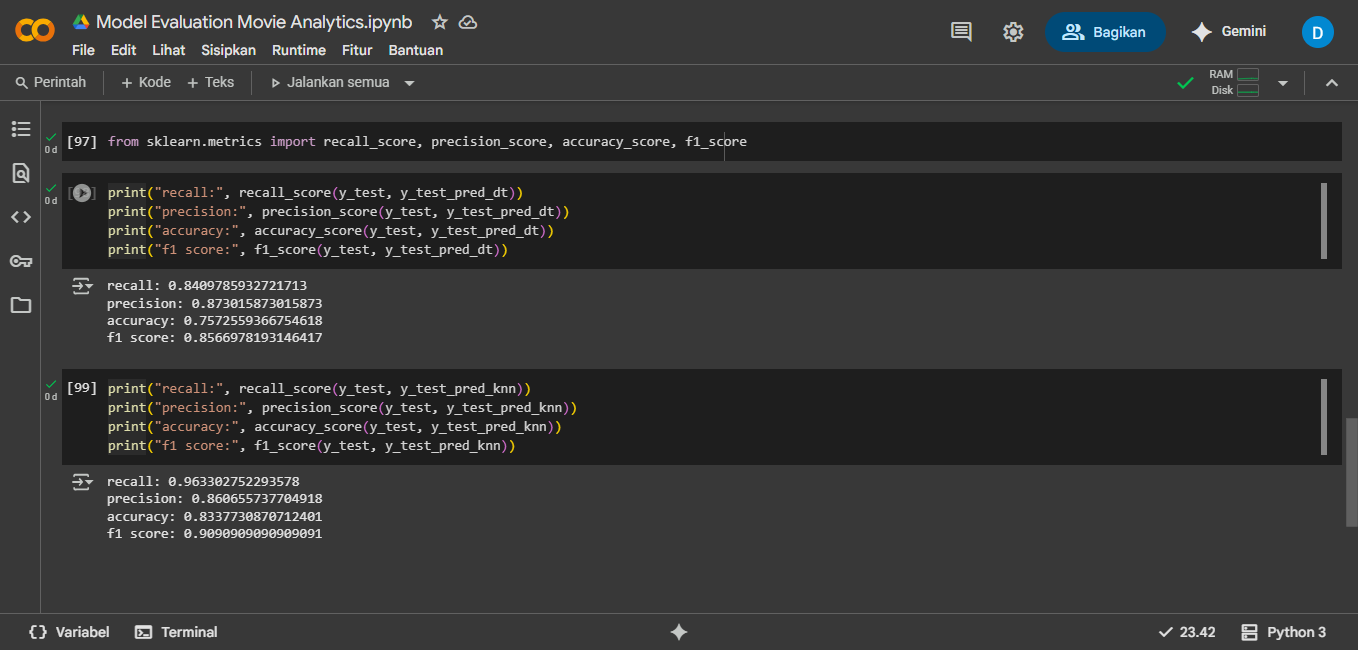 Model Evaluation Movie Analytics.ipynb
File Edit Lihat Sisipkan Runtime Fitur Bantuan
Bagikan
Gemini
D
Perintah + Kode + Teks Jalankan semua
RAM
Disk
0 d
[97] from sklearn.metrics import recall_score, precision_score, accuracy_score, f1_score
0 d
print("recall:", recall_score(y_test, y_test_pred_dt))
print("precision:", precision_score(y_test, y_test_pred_dt))
print("accuracy:", accuracy_score(y_test, y_test_pred_dt))
print("f1 score:", f1_score(y_test, y_test_pred_dt))
recall: 0.8409785932721713
precision: 0.873015873015873
accuracy: 0.7572559366754618
f1 score: 0.8566978193146417
0 d
[99] print("recall:", recall_score(y_test, y_test_pred_knn))
print("precision:", precision_score(y_test, y_test_pred_knn))
print("accuracy:", accuracy_score(y_test, y_test_pred_knn))
print("f1 score:", f1_score(y_test, y_test_pred_knn))
recall: 0.963302752293578
precision: 0.860655737704918
accuracy: 0.8337730870712401
f1 score: 0.9090909090909091
{} Variabel Terminal 23.42 Python 3